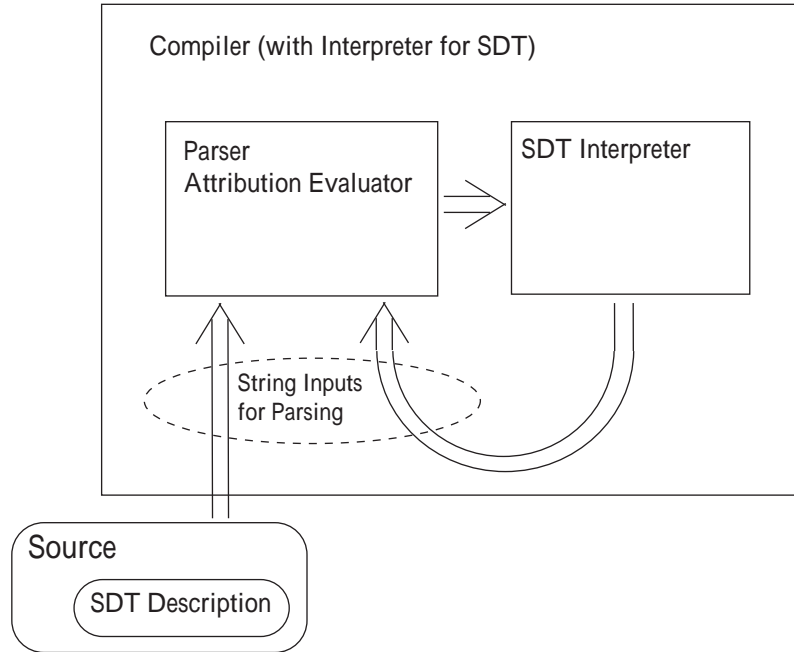 Compiler (with Interpreter for SDT)
Parser
Attribution Evaluator
SDT Interpreter
String Inputs
for Parsing
Source
SDT Description